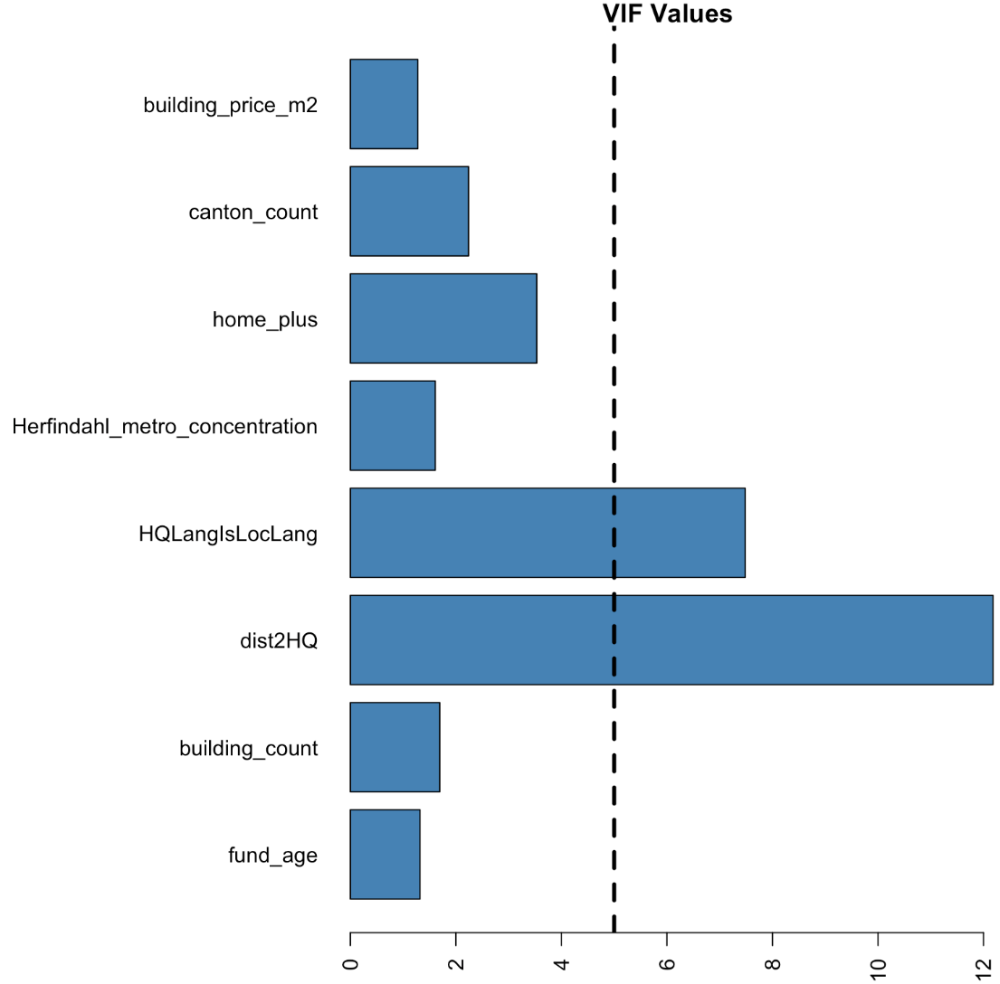 VIF Values
building_price_m2
canton_count
home_plus
Herfindahl_metro_concentration
HQLangIsLocLang
dist2HQ
building_count
fund_age
0 2 4 6 8 10 12